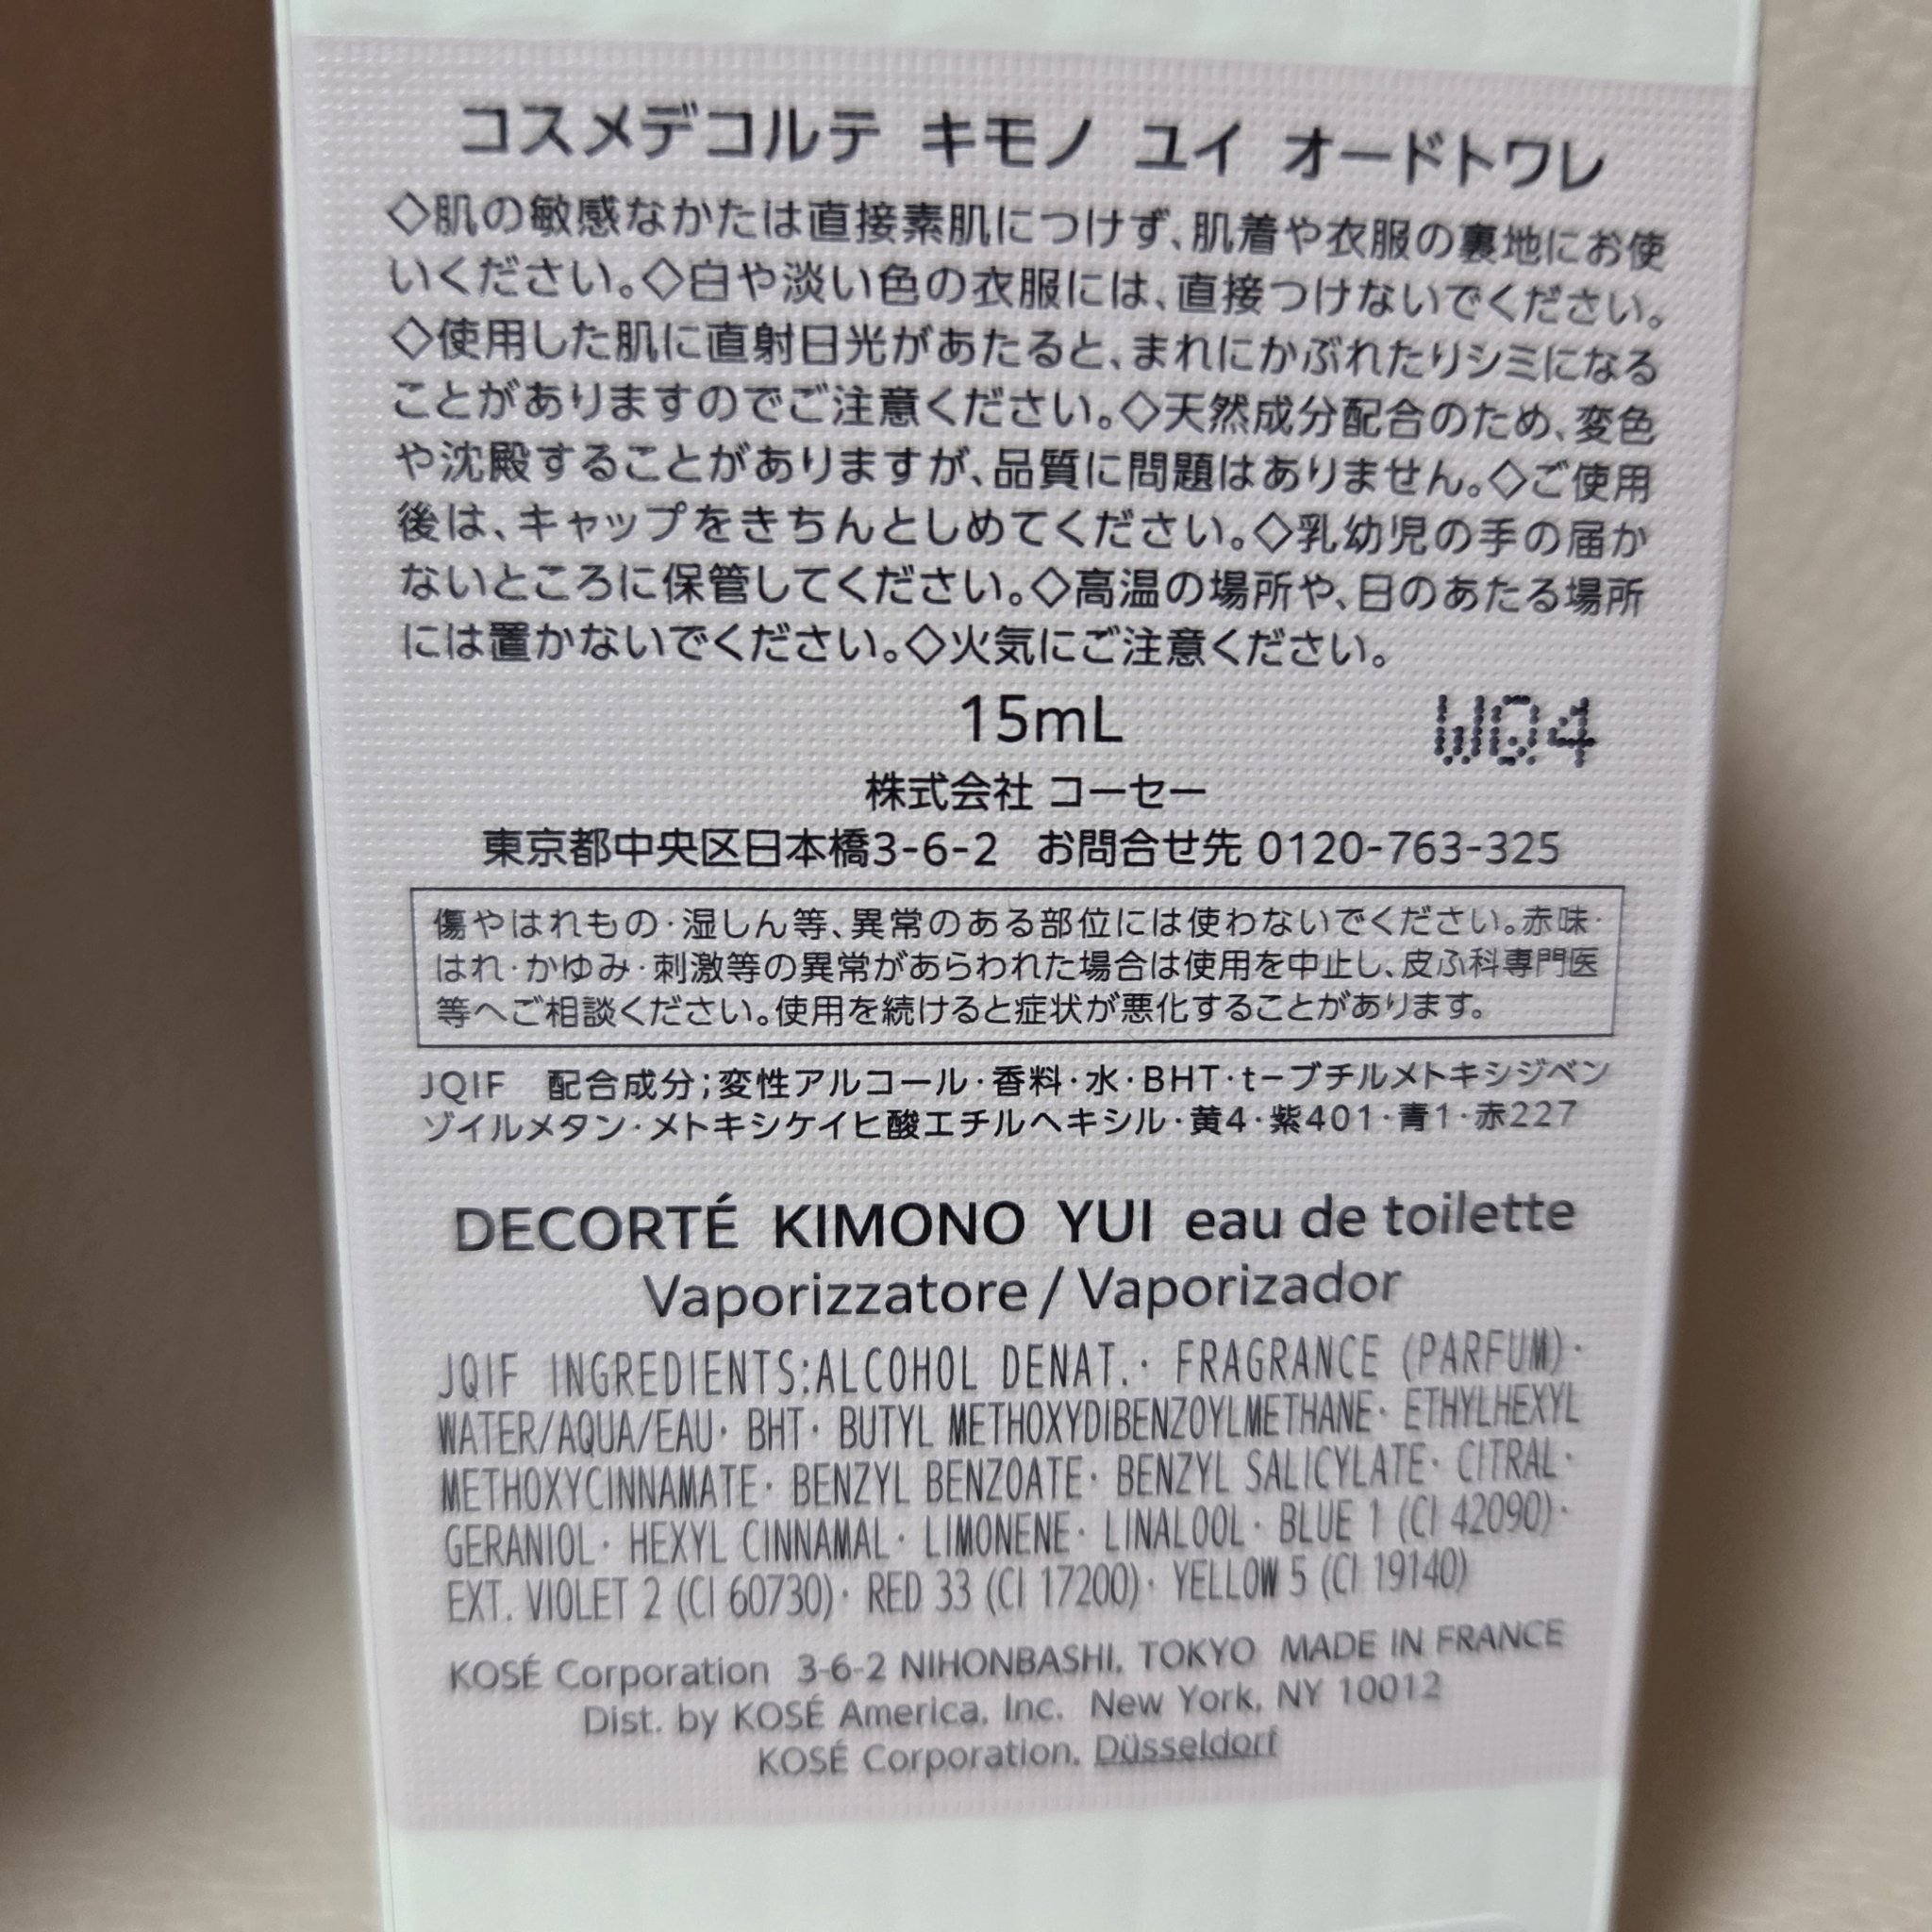 コスメデコルテ キモノ ユイ オードトワレ
◇肌の敏感なかたは直接素肌につけず、肌着や衣服の裏地にお使
いください。◇白や淡い色の衣服には、直接つけないでください。
◇使用した肌に直射日光があたると、まれにかぶれたりシミになる
ことがありますのでご注意ください。◇天然成分配合のため、変色
や沈殿することがありますが、品質に問題はありません。◇ご使用
後は、キャップをきちんとしめてください。◇乳幼児の手の届か
ないところに保管してください。◇高温の場所や、日のあたる場所
には置かないでください。◇火気にご注意ください。
15mL
WQ4
株式会社 コーセー
東京都中央区日本橋3-6-2 お問合せ先 0120-763-325
傷やはれもの・湿しん等、異常のある部位には使わないでください。赤味・
はれ・かゆみ・刺激等の異常があらわれた場合は使用を中止し、皮ふ科専門医
等へご相談ください。使用を続けると症状が悪化することがあります。
JQIF 配合成分;変性アルコール・香料・水・BHT・t−ブチルメトキシジベン
ゾイルメタン・メトキシケイヒ酸エチルヘキシル・黄4・紫401・青1・赤227
DECORTÉ KIMONO YUI eau de toilette
Vaporizzatore / Vaporizador
JQIF INGREDIENTS:ALCOHOL DENAT.・ FRAGRANCE (PARFUM)・
WATER/AQUA/EAU・ BHT・ BUTYL METHOXYDIBENZOYLMETHANE・ ETHYLHEXYL
METHOXYCINNAMATE・ BENZYL BENZOATE・ BENZYL SALICYLATE・ CITRAL・
GERANIOL・ HEXYL CINNAMAL・ LIMONENE・ LINALOOL・ BLUE 1 (CI 42090)・
EXT. VIOLET 2 (CI 60730)・ RED 33 (CI 17200)・ YELLOW 5 (CI 19140)
KOSÉ Corporation 3-6-2 NIHONBASHI, TOKYO MADE IN FRANCE
Dist. by KOSÉ America, Inc. New York, NY 10012
KOSÉ Corporation, Düsseldorf